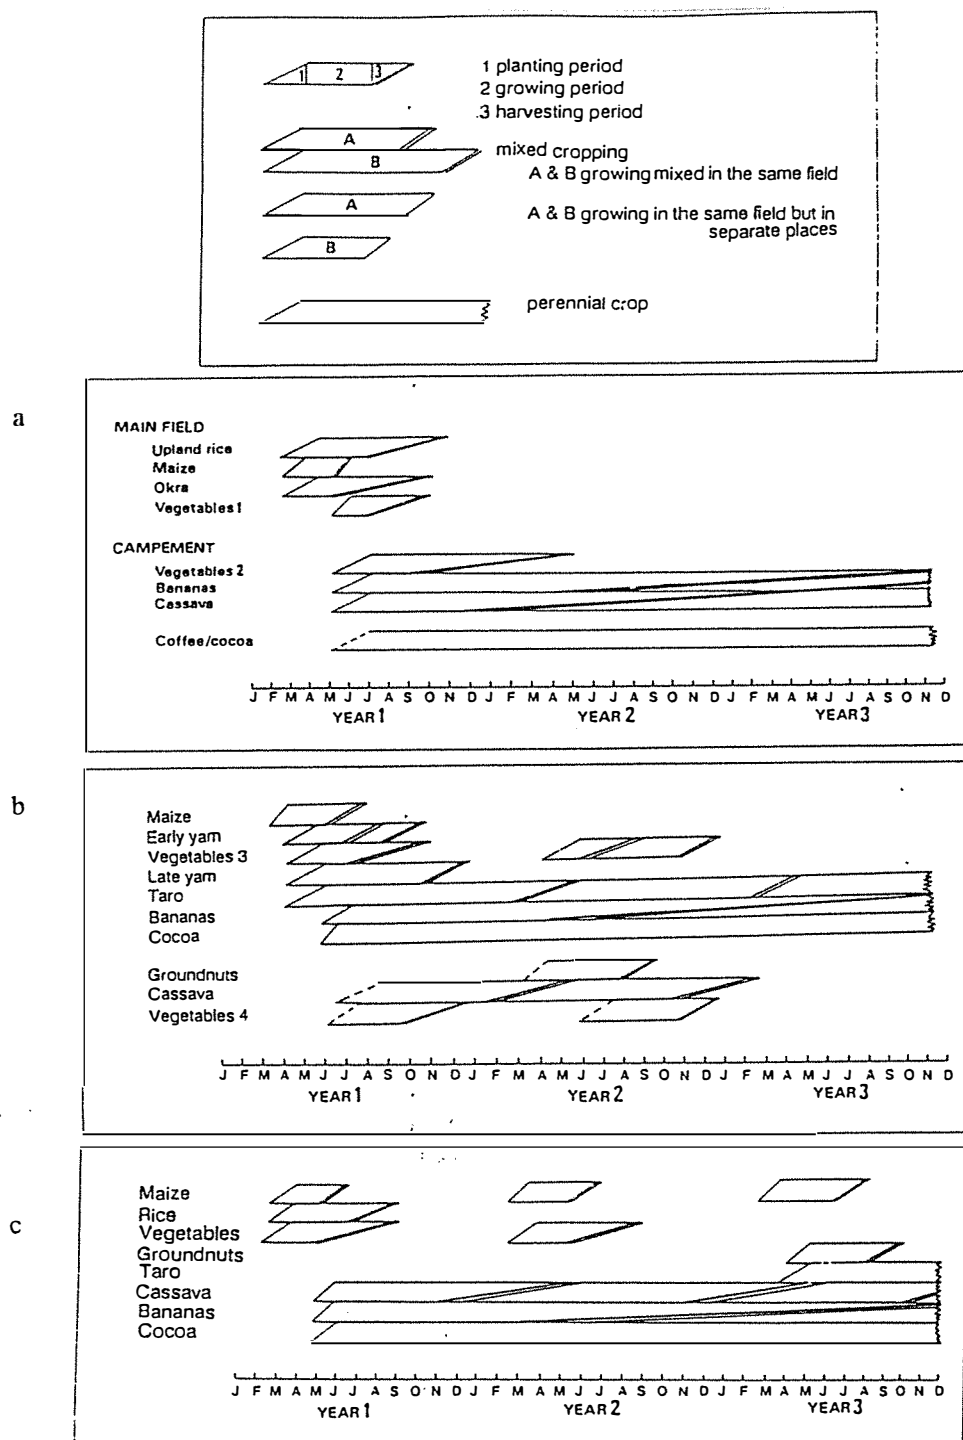 1 2 3
1 planting period
2 growing period
3 harvesting period
A
B
mixed cropping
A & B growing mixed in the same field
A
A & B growing in the same field but in
separate places
B
perennial crop
a
MAIN FIELD
Upland rice
Maize
Okra
Vegetables 1
CAMPEMENT
Vegetables 2
Bananas
Cassava
Coffee/cocoa
J F M A M J J A S O N D J F M A M J J A S O N D J F M A M J J A S O N D
YEAR 1 YEAR 2 YEAR 3
b
Maize
Early yam
Vegetables 3
Late yam
Taro
Bananas
Cocoa
Groundnuts
Cassava
Vegetables 4
J F M A M J J A S O N D J F M A M J J A S O N D J F M A M J J A S O N D
YEAR 1 YEAR 2 YEAR 3
c
Maize
Rice
Vegetables
Groundnuts
Taro
Cassava
Bananas
Cocoa
J F M A M J J A S O N D J F M A M J J A S O N D J F M A M J J A S O N D
YEAR 1 YEAR 2 YEAR 3